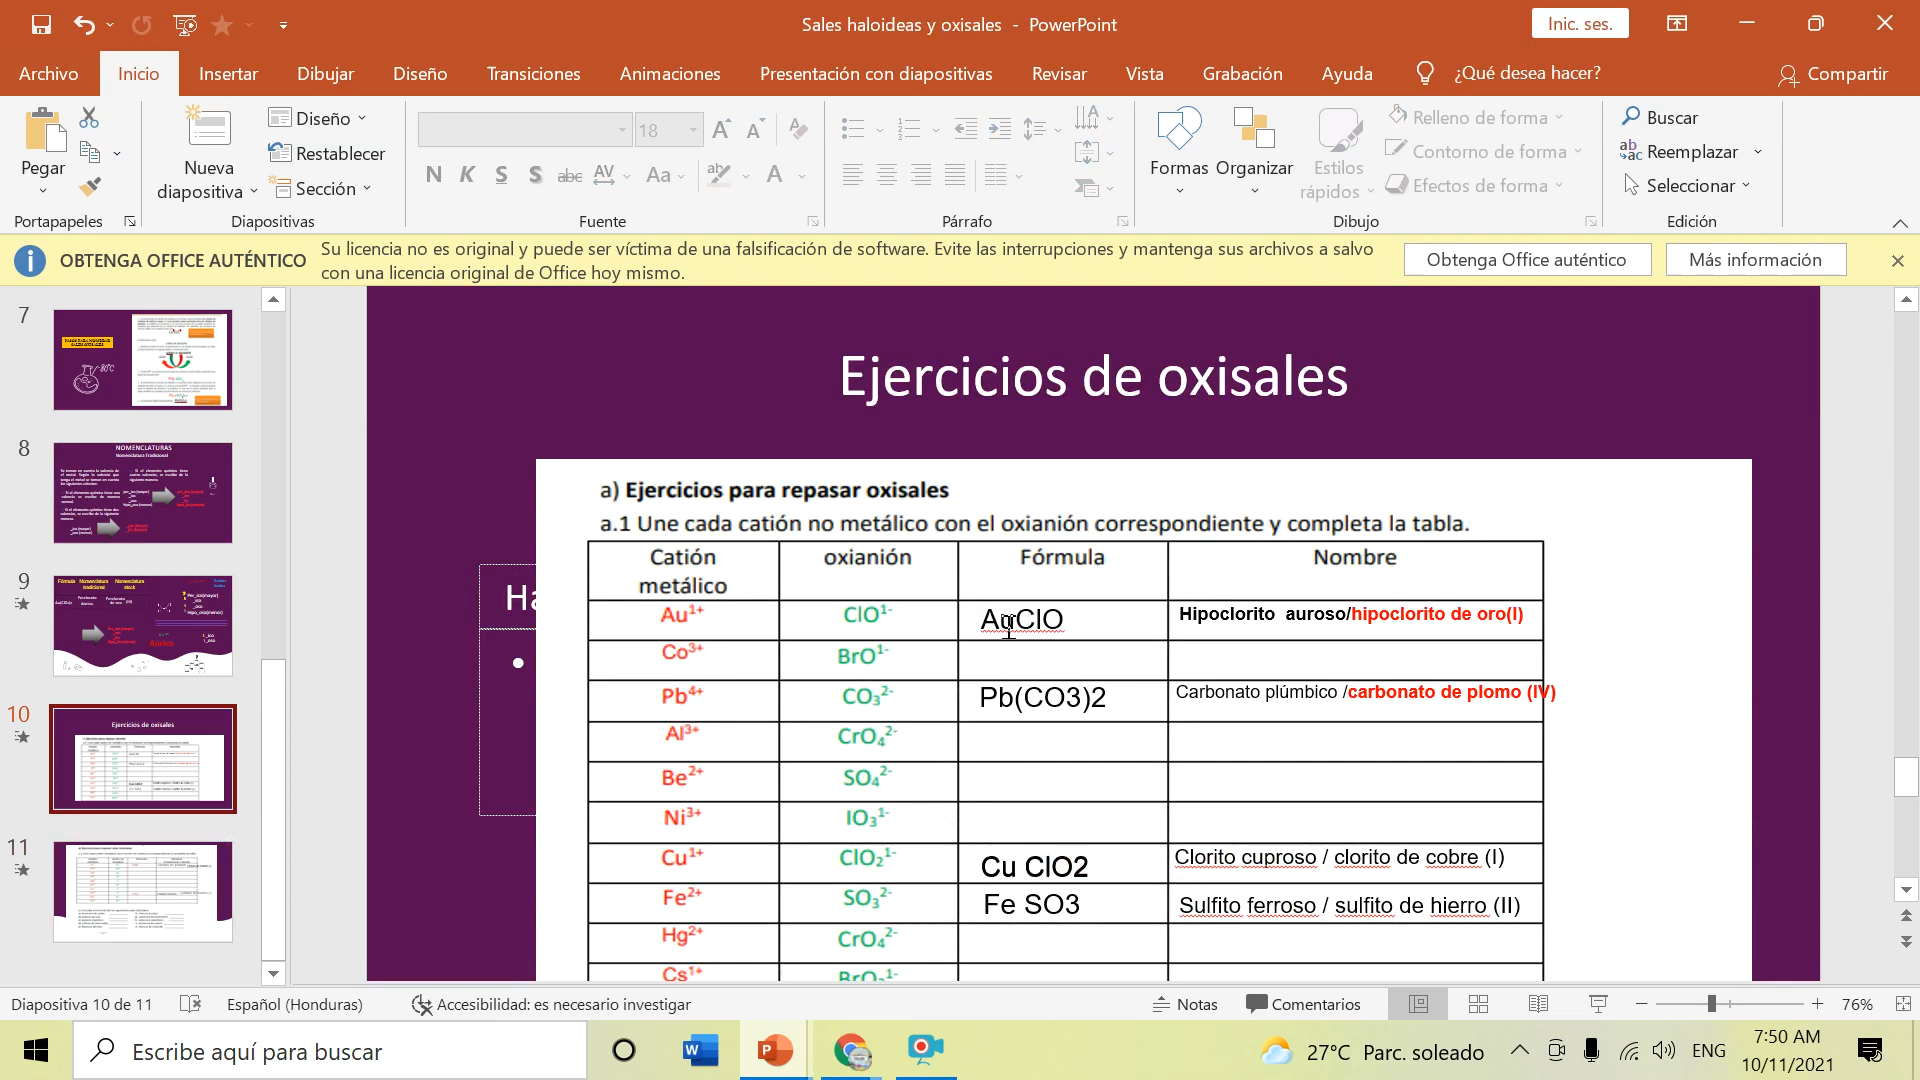 Sales haloideas y oxisales - PowerPoint
Inic. ses.
Archivo Inicio Insertar Dibujar Diseño Transiciones Animaciones Presentación con diapositivas Revisar Vista Grabación Ayuda ¿Qué desea hacer? Compartir
Pegar
Nueva diapositiva
Diseño
Restablecer
Sección
18
N K S S abc AV Aa A
Formas
Organizar
Estilos rápidos
Relleno de forma
Contorno de forma
Efectos de forma
Buscar
Reemplazar
Seleccionar
Portapapeles Diapositivas Fuente Párrafo Dibujo Edición
OBTENGA OFFICE AUTÉNTICO
Su licencia no es original y puede ser víctima de una falsificación de software. Evite las interrupciones y mantenga sus archivos a salvo
con una licencia original de Office hoy mismo.
Obtenga Office auténtico
Más información
7
8
NOMENCLATURAS
Nomenclatura Tradicional
9
10
Ejercicios de oxisales
11
Ejercicios de oxisales
Ha
a) Ejercicios para repasar oxisales
a.1 Une cada catión no metálico con el oxianión correspondiente y completa la tabla.
Catión metálico oxianión Fórmula Nombre
Au¹⁺ ClO¹⁻ AuClO Hipoclorito auroso/hipoclorito de oro(I)
Co³⁺ BrO¹⁻
Pb⁴⁺ CO₃²⁻ Pb(CO3)2 Carbonato plúmbico /carbonato de plomo (IV)
Al³⁺ CrO₄²⁻
Be²⁺ SO₄²⁻
Ni³⁺ IO₃¹⁻
Cu¹⁺ ClO₂¹⁻ Cu ClO2 Clorito cuproso / clorito de cobre (I)
Fe²⁺ SO₃²⁻ Fe SO3 Sulfito ferroso / sulfito de hierro (II)
Hg²⁺ CrO₄²⁻
Cs¹⁺
Diapositiva 10 de 11 Español (Honduras) Accesibilidad: es necesario investigar Notas Comentarios 76%
Escribe aquí para buscar
27°C Parc. soleado
ENG
7:50 AM
10/11/2021